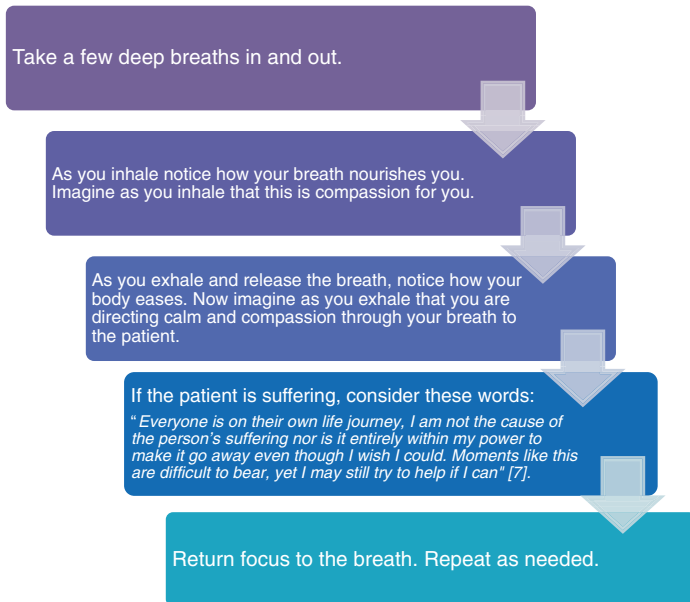 Take a few deep breaths in and out.
As you inhale notice how your breath nourishes you.
Imagine as you inhale that this is compassion for you.
As you exhale and release the breath, notice how your
body eases. Now imagine as you exhale that you are
directing calm and compassion through your breath to
the patient.
If the patient is suffering, consider these words:
“Everyone is on their own life journey, I am not the cause of
the person's suffering nor is it entirely within my power to
make it go away even though I wish I could. Moments like this
are difficult to bear, yet I may still try to help if I can" [7].
Return focus to the breath. Repeat as needed.